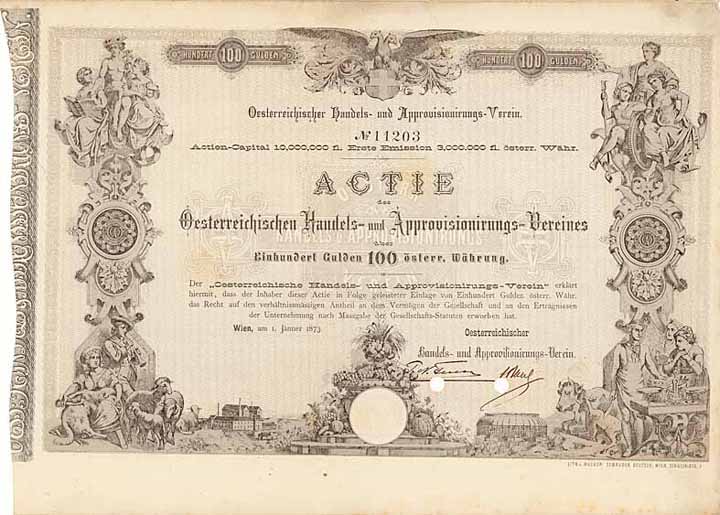 HUNDERT 100 GULDEN
HUNDERT 100 GULDEN
Oesterreichischer Handels- und Approvisionirungs-Verein.
№ 11203
Actien-Capital 10,000,000 fl. Erste Emission 3,000,000 fl. österr. Währ.
ACTIE
des
Oesterreichischen Handels- und Approvisionirungs-Vereines
über
HANDELS & APPROVISIONIRUNGS
Einhundert Gulden 100 österr. Währung.
Der „Oesterreichische Handels- und Approvisionirungs-Verein" erklärt
hiermit, dass der Inhaber dieser Actie in Folge geleisteter Einlage von Einhundert Gulden österr. Währ.
das Recht auf den verhältnissmässigen Antheil an dem Vermögen der Gesellschaft und an den Erträgnissen
der Unternehmung nach Massgabe der Gesellschafts-Statuten erworben hat.
Wien, am 1. Jänner 1873.
Oesterreichischer
Handels- und Approvisionirungs-Verein.